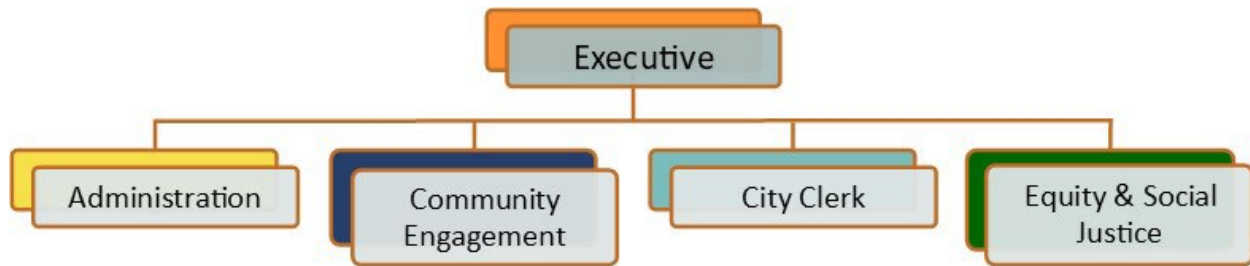 Executive
Administration
Community
Engagement
City Clerk
Equity & Social
Justice